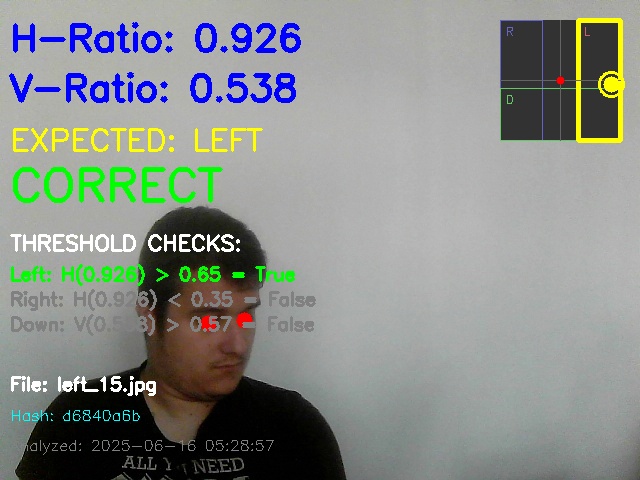 H-Ratio: 0.926
V-Ratio: 0.538
EXPECTED: LEFT
CORRECT
THRESHOLD CHECKS:
Left: H(0.926) > 0.65 = True
Right: H(0.926) < 0.35 = False
Down: V(0.538) > 0.57 = False
File: left_15.jpg
Hash: d6840a6b
Analyzed: 2025-06-16 05:28:57
R
L
D
ALL Y NEED